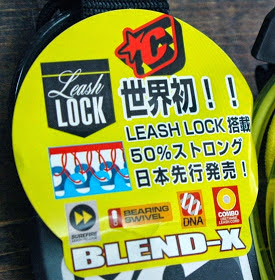 Leash
LOCK
世界初！！
LEASH LOCK 搭載
50%ストロング
日本先行発売！
BEARING
SWIVEL
DNA
COMBO
BLEND-X